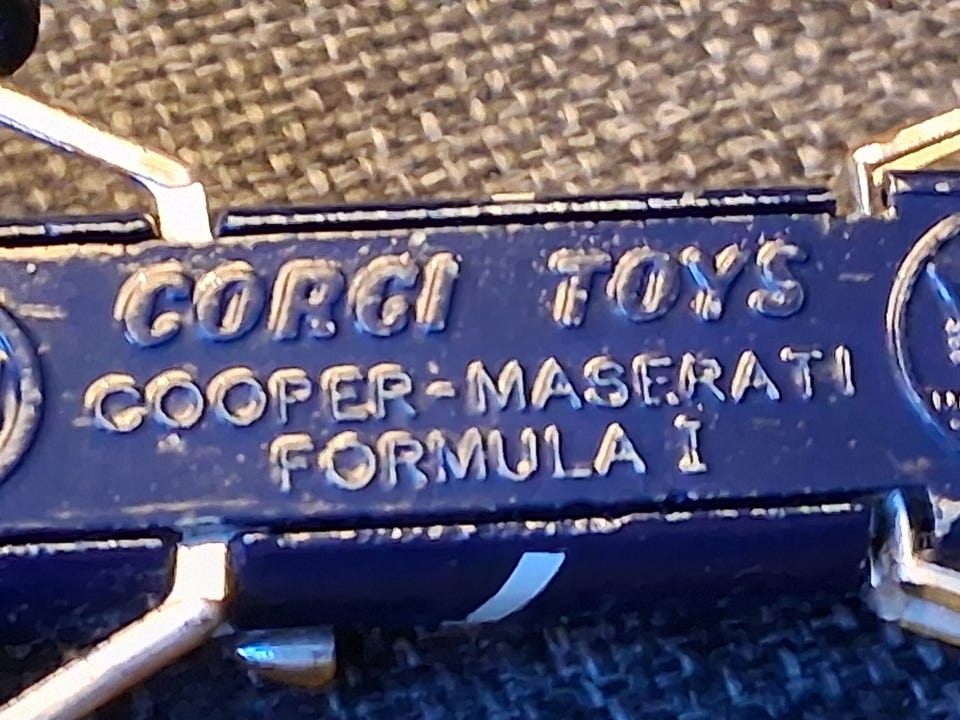 CORGI TOYS
COOPER-MASERATI
FORMULA I